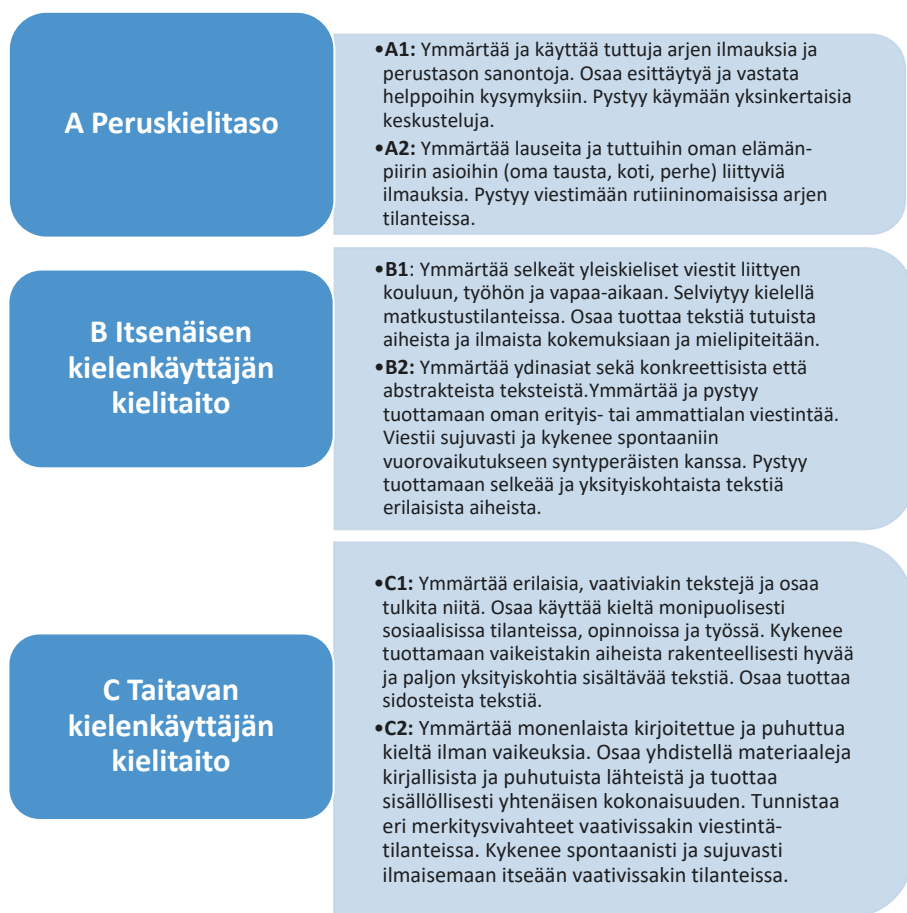 A Peruskielitaso
•A1: Ymmärtää ja käyttää tuttuja arjen ilmauksia ja
perustason sanontoja. Osaa esittäytyä ja vastata
helppoihin kysymyksiin. Pystyy käymään yksinkertaisia
keskusteluja.
•A2: Ymmärtää lauseita ja tuttuihin oman elämän-
piirin asioihin (oma tausta, koti, perhe) liittyviä
ilmauksia. Pystyy viestimään rutiininomaisissa arjen
tilanteissa.
B Itsenäisen
kielenkäyttäjän
kielitaito
•B1: Ymmärtää selkeät yleiskieliset viestit liittyen
kouluun, työhön ja vapaa-aikaan. Selviytyy kielellä
matkustustilanteissa. Osaa tuottaa tekstiä tutuista
aiheista ja ilmaista kokemuksiaan ja mielipiteitään.
•B2: Ymmärtää ydinasiat sekä konkreettisista että
abstrakteista teksteistä.Ymmärtää ja pystyy
tuottamaan oman erityis- tai ammattialan viestintää.
Viestii sujuvasti ja kykenee spontaaniin
vuorovaikutukseen syntyperäisten kanssa. Pystyy
tuottamaan selkeää ja yksityiskohtaista tekstiä
erilaisista aiheista.
C Taitavan
kielenkäyttäjän
kielitaito
•C1: Ymmärtää erilaisia, vaativiakin tekstejä ja osaa
tulkita niitä. Osaa käyttää kieltä monipuolisesti
sosiaalisissa tilanteissa, opinnoissa ja työssä. Kykenee
tuottamaan vaikeistakin aiheista rakenteellisesti hyvää
ja paljon yksityiskohtia sisältävää tekstiä. Osaa tuottaa
sidosteista tekstiä.
•C2: Ymmärtää monenlaista kirjoitettue ja puhuttua
kieltä ilman vaikeuksia. Osaa yhdistellä materiaaleja
kirjallisista ja puhutuista lähteistä ja tuottaa
sisällöllisesti yhtenäisen kokonaisuuden. Tunnistaa
eri merkitysvivahteet vaativissakin viestintä-
tilanteissa. Kykenee spontaanisti ja sujuvasti
ilmaisemaan itseään vaativissakin tilanteissa.